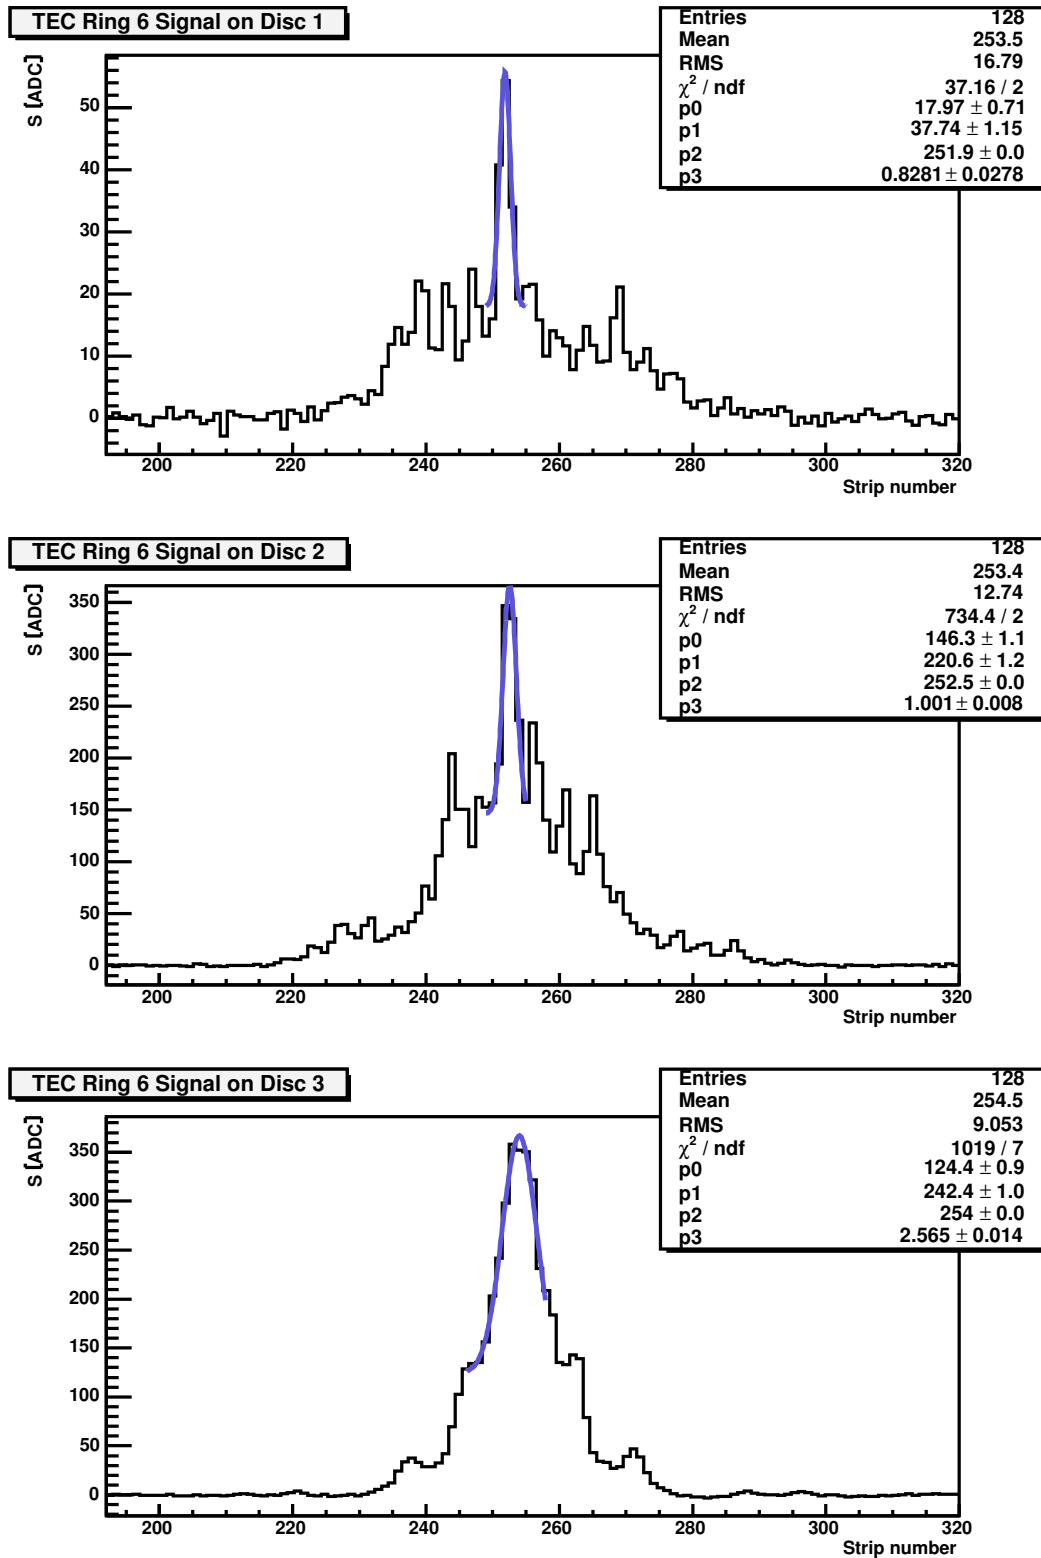 TEC Ring 6 Signal on Disc 1
Entries 128
Mean 253.5
RMS 16.79
χ² / ndf 37.16 / 2
p0 17.97 ± 0.71
p1 37.74 ± 1.15
p2 251.9 ± 0.0
p3 0.8281 ± 0.0278
S [ADC]
50
40
30
20
10
0
200 220 240 260 280 300 320
Strip number
TEC Ring 6 Signal on Disc 2
Entries 128
Mean 253.4
RMS 12.74
χ² / ndf 734.4 / 2
p0 146.3 ± 1.1
p1 220.6 ± 1.2
p2 252.5 ± 0.0
p3 1.001 ± 0.008
S [ADC]
350
300
250
200
150
100
50
0
200 220 240 260 280 300 320
Strip number
TEC Ring 6 Signal on Disc 3
Entries 128
Mean 254.5
RMS 9.053
χ² / ndf 1019 / 7
p0 124.4 ± 0.9
p1 242.4 ± 1.0
p2 254 ± 0.0
p3 2.565 ± 0.014
S [ADC]
350
300
250
200
150
100
50
0
200 220 240 260 280 300 320
Strip number